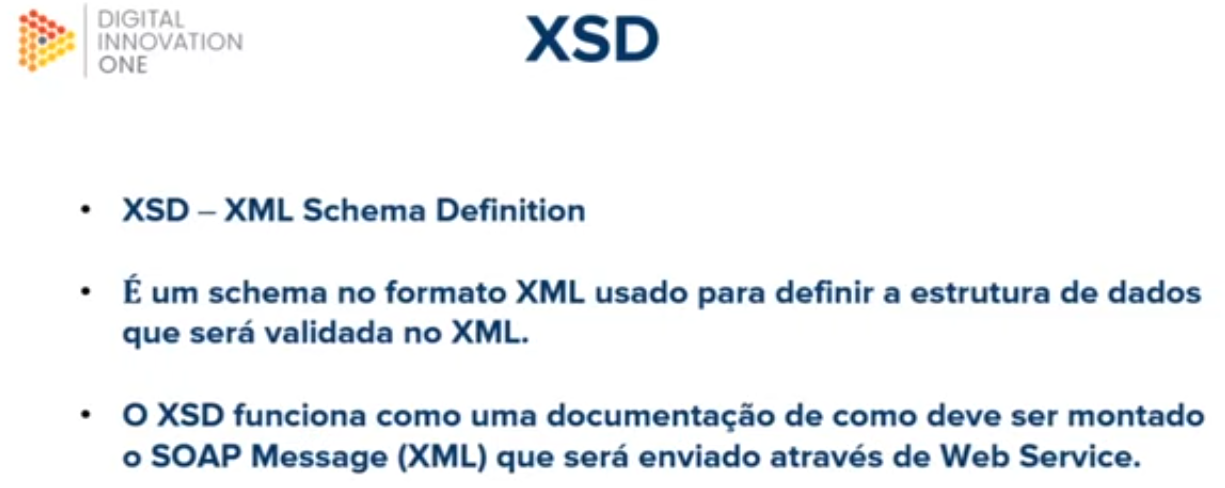 DIGITAL
INNOVATION
ONE
XSD
• XSD – XML Schema Definition
• É um schema no formato XML usado para definir a estrutura de dados
que será validada no XML.
• O XSD funciona como uma documentação de como deve ser montado
o SOAP Message (XML) que será enviado através de Web Service.